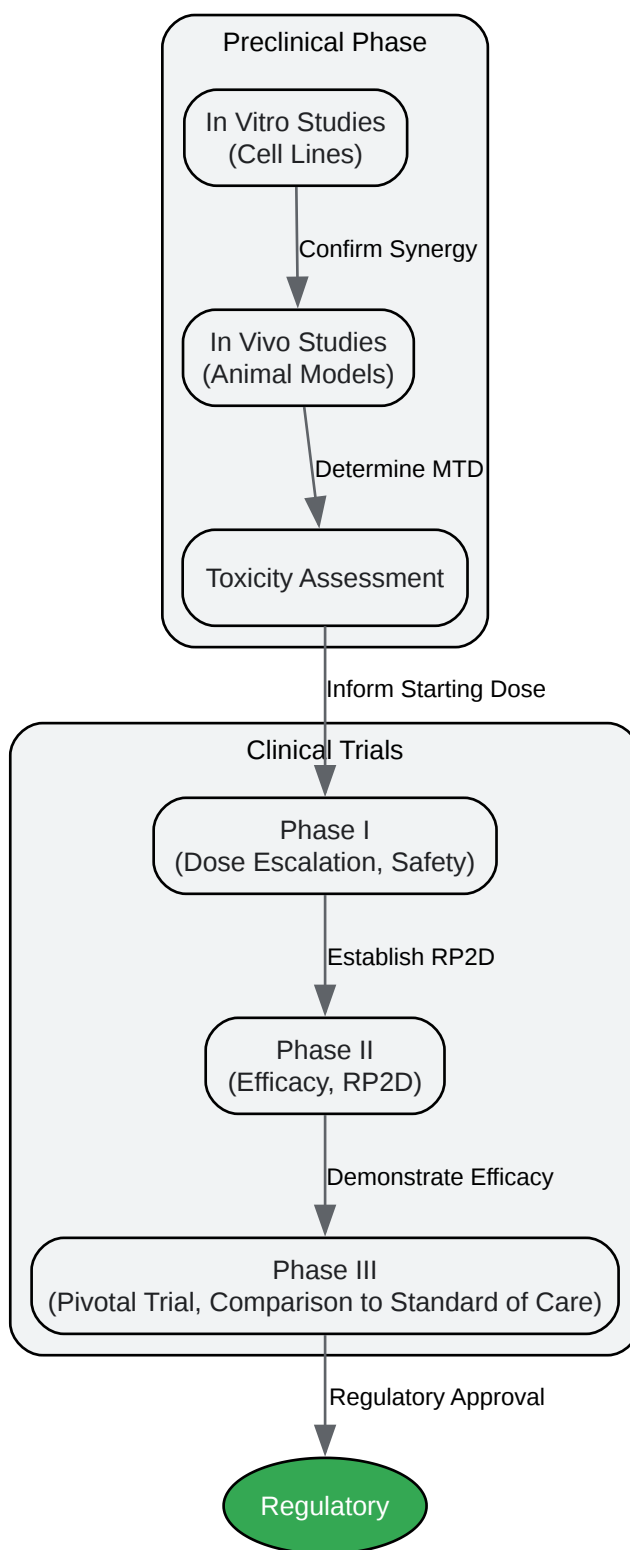 Preclinical Phase
In Vitro Studies
(Cell Lines)
Confirm Synergy
In Vivo Studies
(Animal Models)
Determine MTD
Toxicity Assessment
Inform Starting Dose
Clinical Trials
Phase I
(Dose Escalation, Safety)
Establish RP2D
Phase II
(Efficacy, RP2D)
Demonstrate Efficacy
Phase III
(Pivotal Trial, Comparison to Standard of Care)
Regulatory Approval
Regulatory